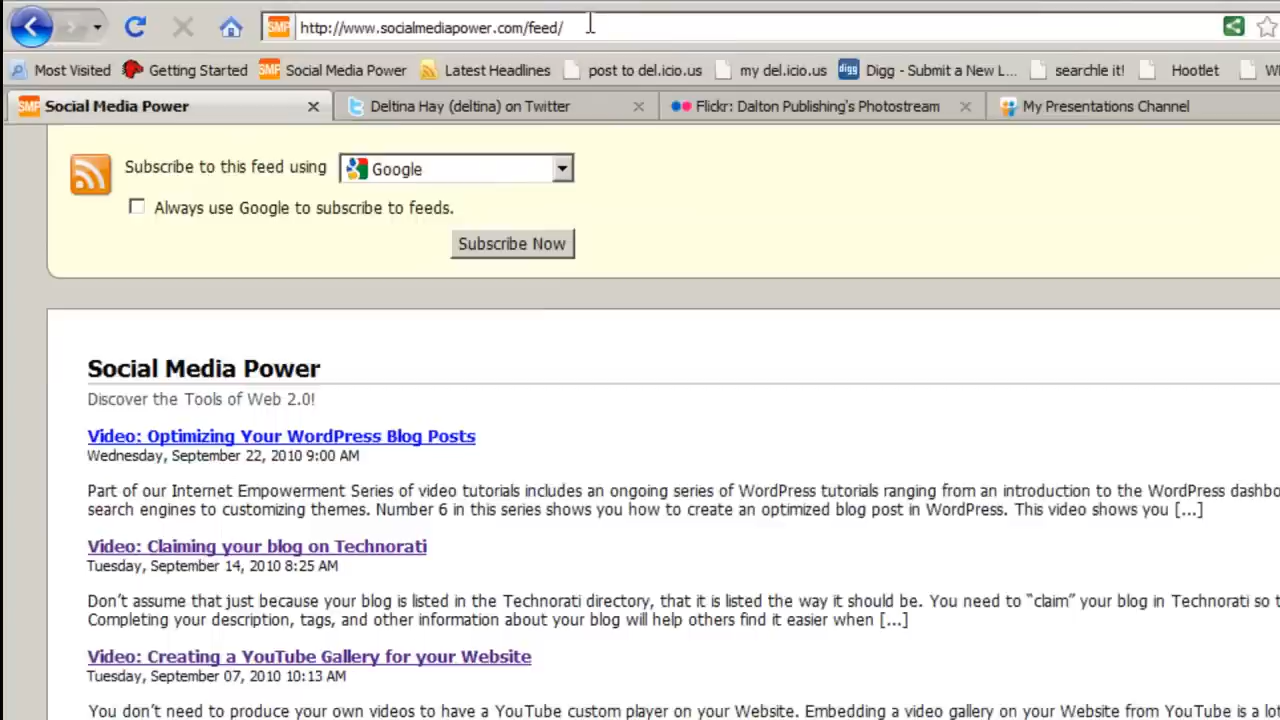 SMP http://www.socialmediapower.com/feed/
Most Visited Getting Started SMP Social Media Power Latest Headlines post to del.icio.us my del.icio.us digg Digg - Submit a New L... searchle it! Hootlet
SMP Social Media Power Deltina Hay (deltina) on Twitter Flickr: Dalton Publishing's Photostream My Presentations Channel
Subscribe to this feed using Google
Always use Google to subscribe to feeds.
Subscribe Now
Social Media Power
Discover the Tools of Web 2.0!
Video: Optimizing Your WordPress Blog Posts
Wednesday, September 22, 2010 9:00 AM
Part of our Internet Empowerment Series of video tutorials includes an ongoing series of WordPress tutorials ranging from an introduction to the WordPress
search engines to customizing themes. Number 6 in this series shows you how to create an optimized blog post in WordPress. This video shows you [...]
Video: Claiming your blog on Technorati
Tuesday, September 14, 2010 8:25 AM
Don't assume that just because your blog is listed in the Technorati directory, that it is listed the way it should be. You need to “claim” your blog in Technorati so
Completing your description, tags, and other information about your blog will help others find it easier when [...]
Video: Creating a YouTube Gallery for your Website
Tuesday, September 07, 2010 10:13 AM
You don't need to produce your own videos to have a YouTube custom player on your Website. Embedding a video gallery on your Website from YouTube is a